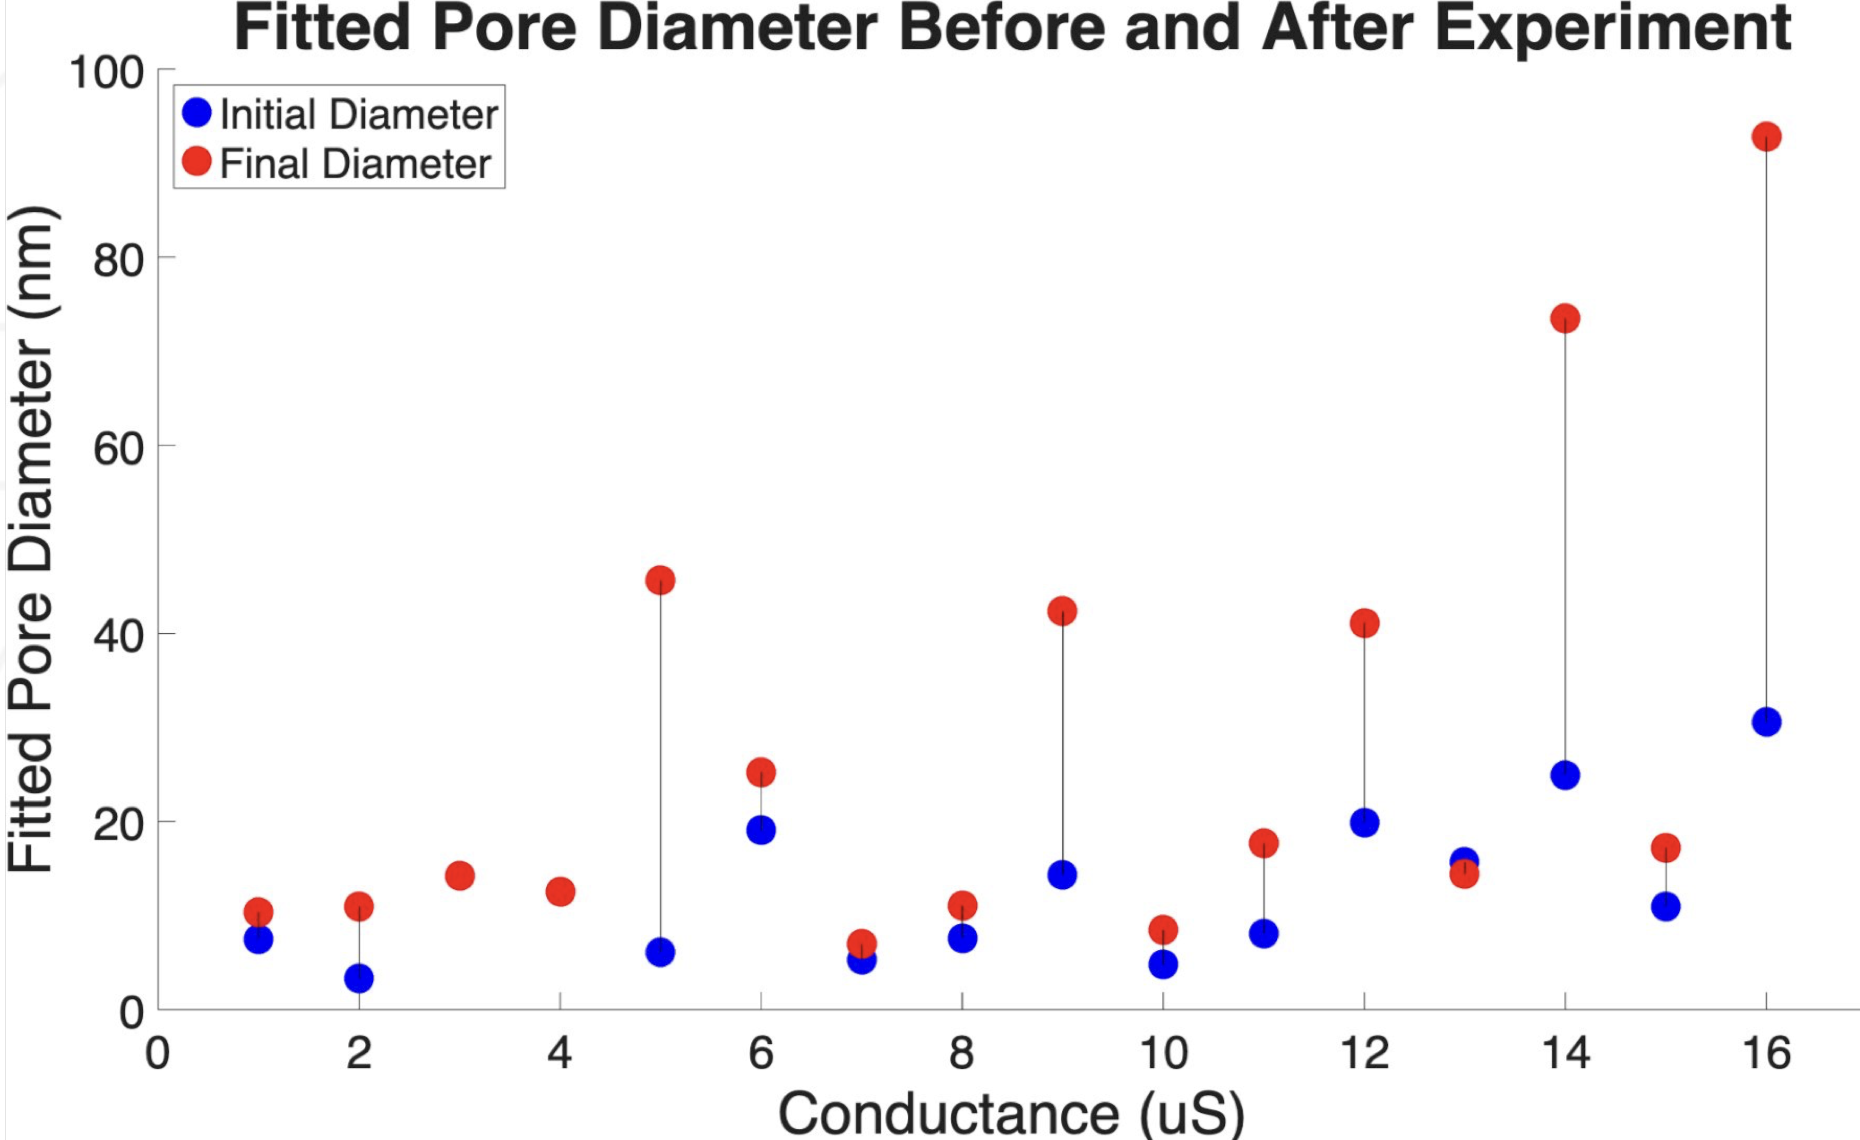 Fitted Pore Diameter Before and After Experiment
100
Initial Diameter
Final Diameter
80
60
40
20
0
Fitted Pore Diameter (nm)
0 2 4 6 8 10 12 14 16
Conductance (uS)